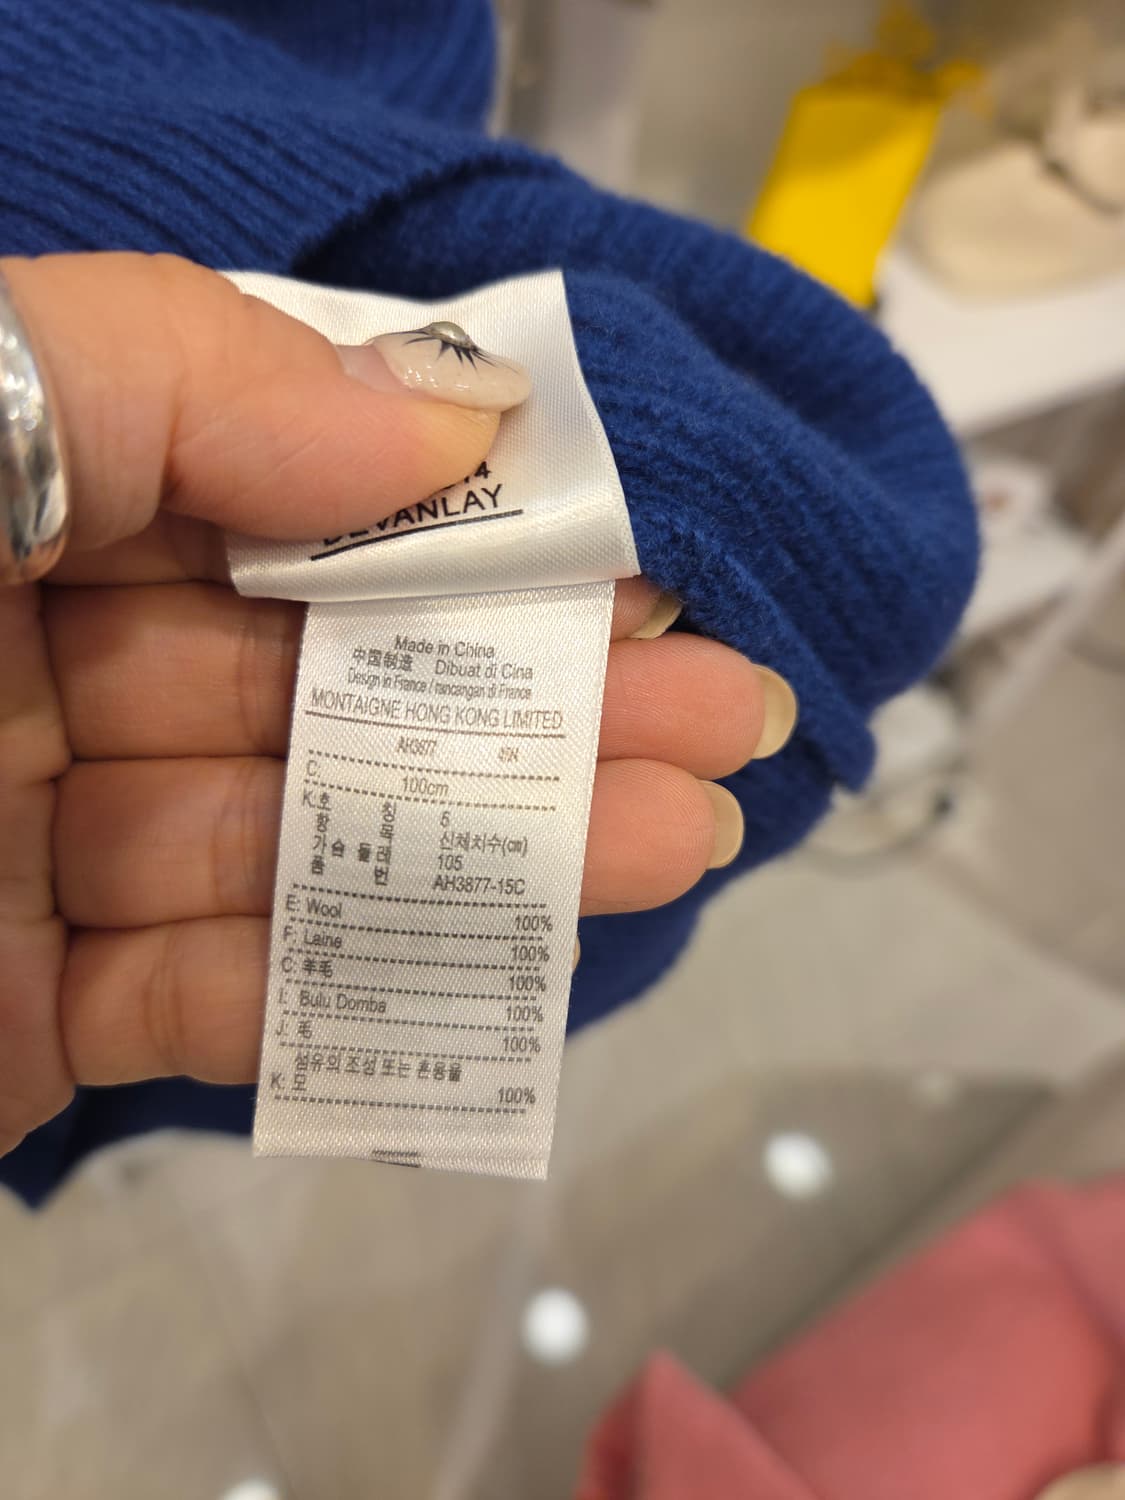 DEVANLAY
Made in China
中国制造 Dibuat di Cina
Design in France / rancangan di France
MONTAIGNE HONG KONG LIMITED
AH3877
C: 100cm
K: 호 칭 5
항 목 신체치수(㎝)
가슴둘레 105
품 번 AH3877-15C
E: Wool 100%
F: Laine 100%
C: 羊毛 100%
I: Bulu Domba 100%
J: 毛 100%
섬유의 조성 또는 혼용율
K: 모 100%